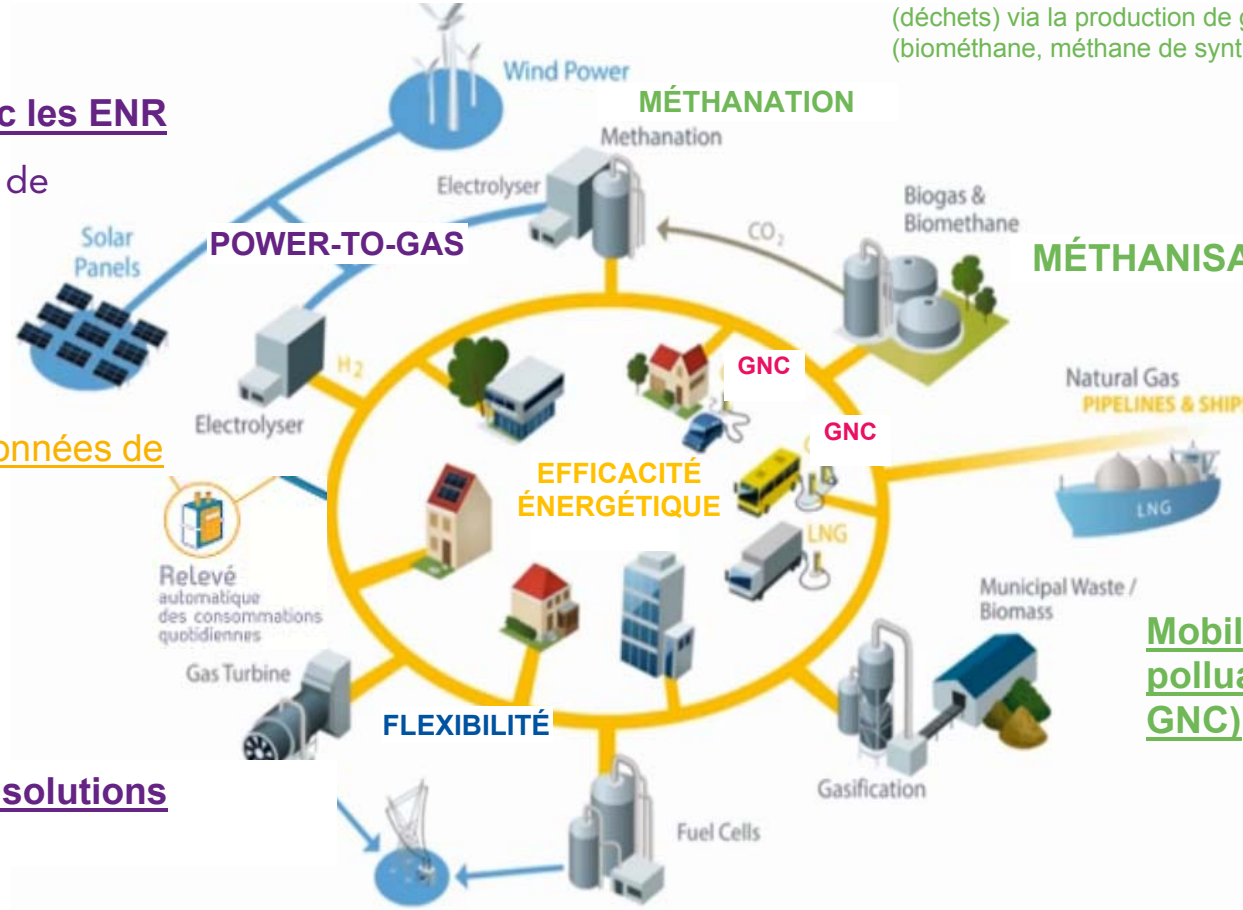 (déchets) via la production de g
(biométhane, méthane de synt
Wind Power
c les ENR
MÉTHANATION
Methanation
de
Electrolyser
Biogas &
Biomethane
Solar
Panels
POWER-TO-GAS
CO2
MÉTHANISA
H2
GNC
Natural Gas
PIPELINES & SHIP
Electrolyser
GNC
onnées de
EFFICACITÉ
ÉNERGÉTIQUE
LNG
LNG
Relevé
automatique
des consommations
quotidiennes
Municipal Waste /
Biomass
Mobil
pollua
GNC)
Gas Turbine
FLEXIBILITÉ
solutions
Gasification
Fuel Cells